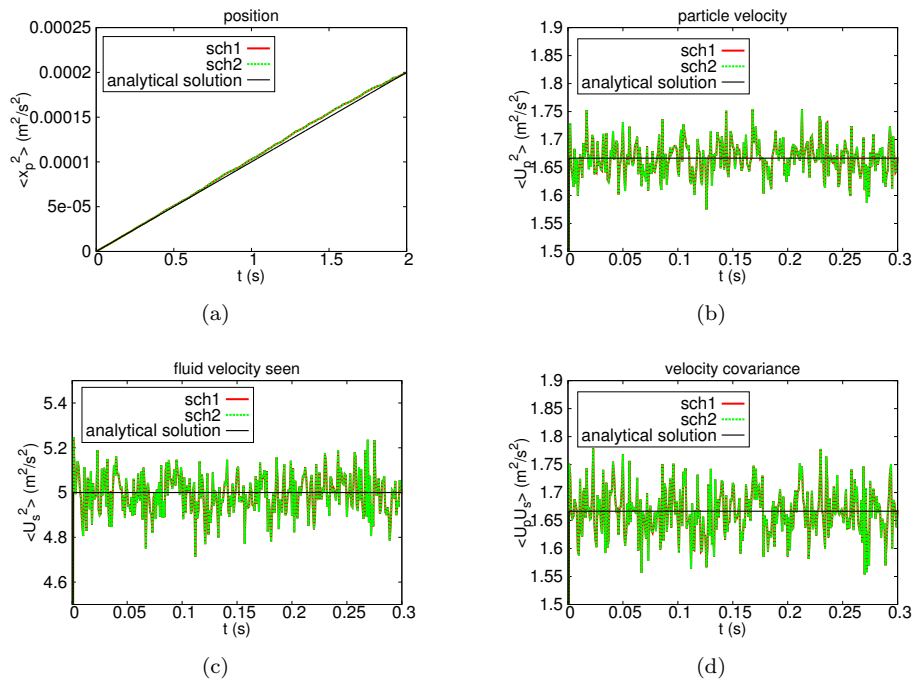 position
0.00025
0.0002
0.00015
0.0001
5e-05
0
<x_p^2> (m^2/s^2)
sch1
sch2
analytical solution
0 0.5 1 1.5 2
t (s)
(a)
particle velocity
1.9
1.85
1.8
1.75
1.7
1.65
1.6
1.55
1.5
<U_p^2> (m^2/s^2)
sch1
sch2
analytical solution
0 0.05 0.1 0.15 0.2 0.25 0.3
t (s)
(b)
fluid velocity seen
5.4
5.2
5
4.8
4.6
<U_s^2> (m^2/s^2)
sch1
sch2
analytical solution
0 0.05 0.1 0.15 0.2 0.25 0.3
t (s)
(c)
velocity covariance
1.9
1.85
1.8
1.75
1.7
1.65
1.6
1.55
1.5
<U_pU_s> (m^2/s^2)
sch1
sch2
analytical solution
0 0.05 0.1 0.15 0.2 0.25 0.3
t (s)
(d)